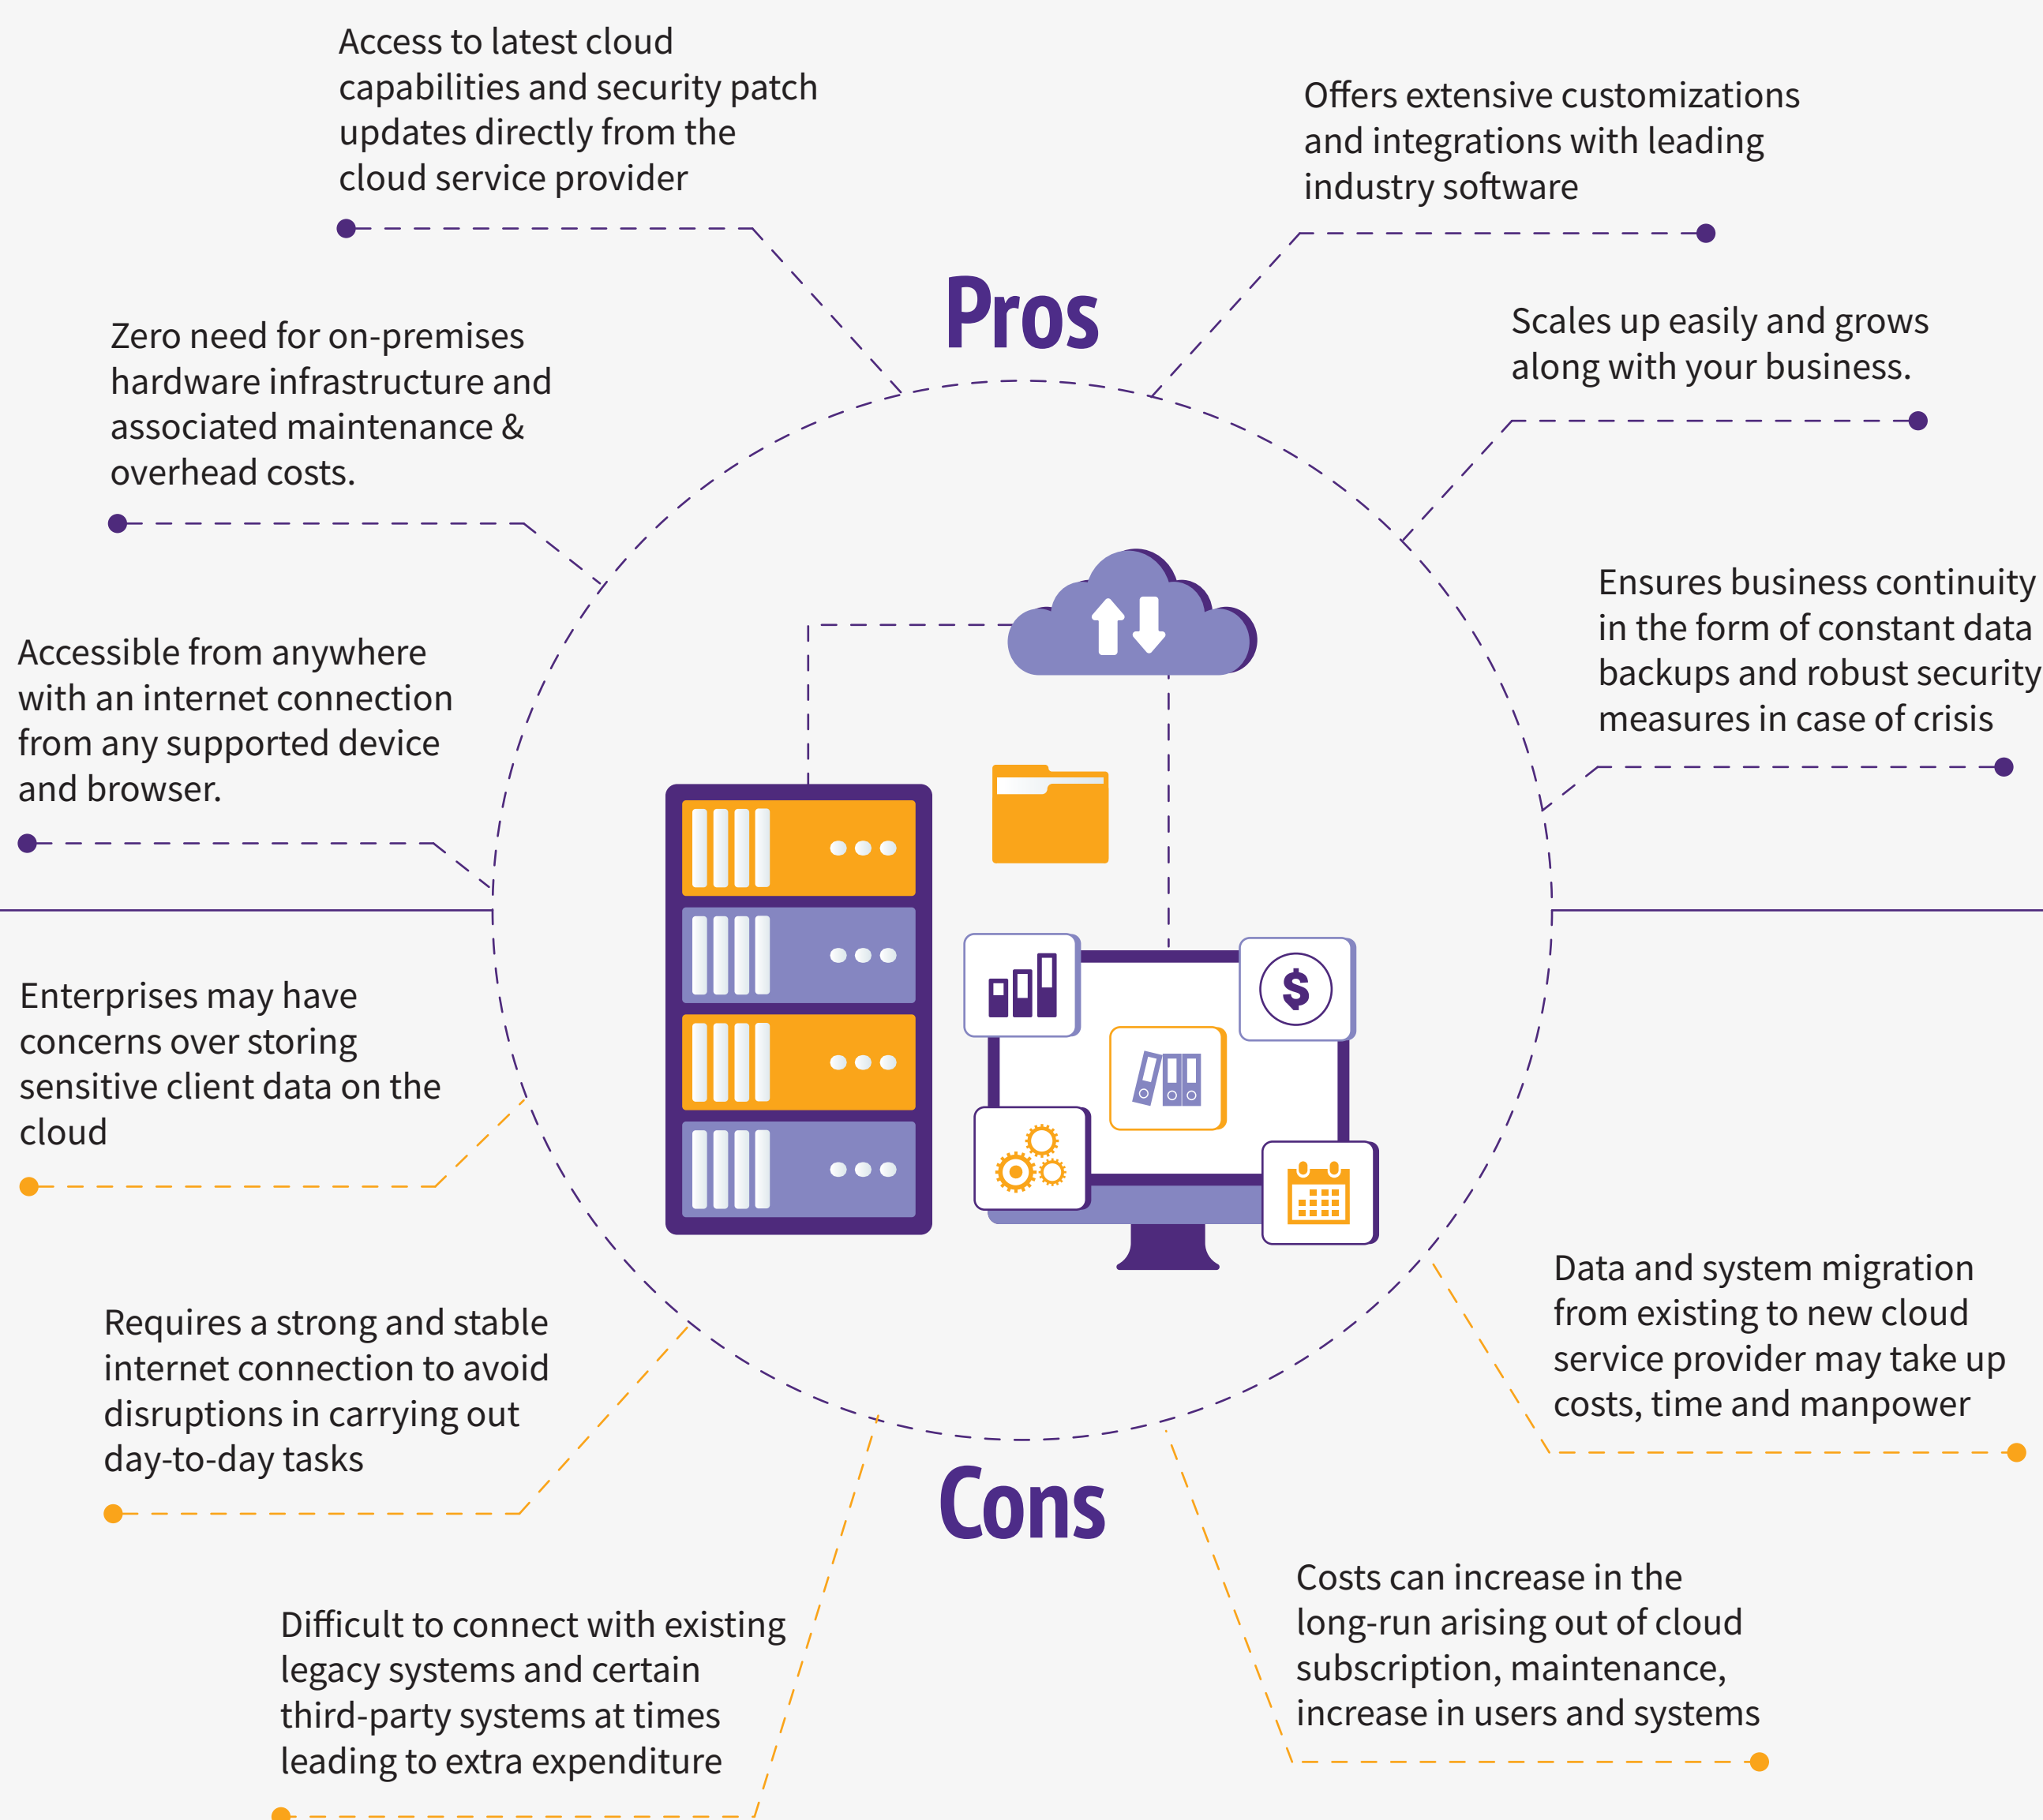 Access to latest cloud
capabilities and security patch
updates directly from the
cloud service provider
Offers extensive customizations
and integrations with leading
industry software
Pros
Zero need for on-premises
hardware infrastructure and
associated maintenance &
overhead costs.
Scales up easily and grows
along with your business.
Accessible from anywhere
with an internet connection
from any supported device
and browser.
Ensures business continuity
in the form of constant data
backups and robust security
measures in case of crisis
$
Enterprises may have
concerns over storing
sensitive client data on the
cloud
Requires a strong and stable
internet connection to avoid
disruptions in carrying out
day-to-day tasks
Data and system migration
from existing to new cloud
service provider may take up
costs, time and manpower
Cons
Difficult to connect with existing
legacy systems and certain
third-party systems at times
leading to extra expenditure
Costs can increase in the
long-run arising out of cloud
subscription, maintenance,
increase in users and systems